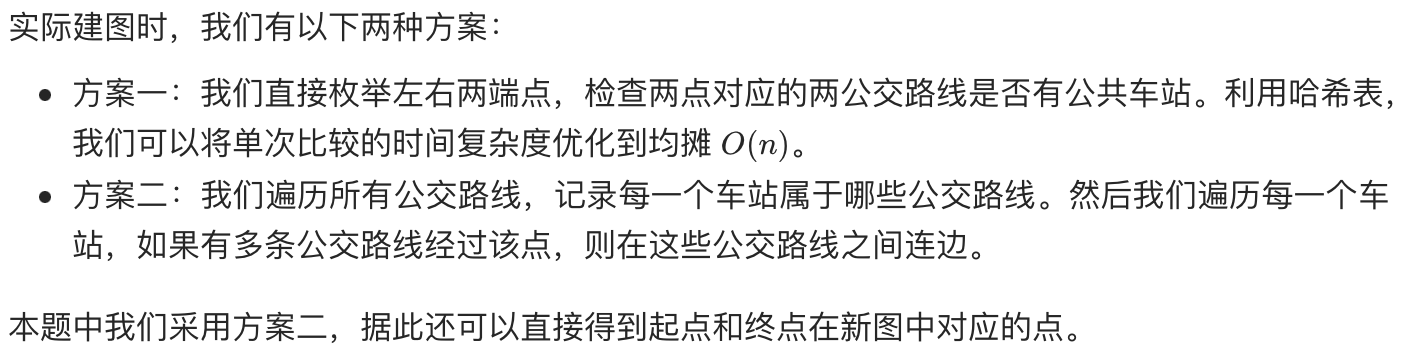 实际建图时，我们有以下两种方案：
• 方案一：我们直接枚举左右两端点，检查两点对应的两公交路线是否有公共车站。利用哈希表，
我们可以将单次比较的时间复杂度优化到均摊 O(n)。
• 方案二：我们遍历所有公交路线，记录每一个车站属于哪些公交路线。然后我们遍历每一个车
站，如果有多条公交路线经过该点，则在这些公交路线之间连边。
本题中我们采用方案二，据此还可以直接得到起点和终点在新图中对应的点。